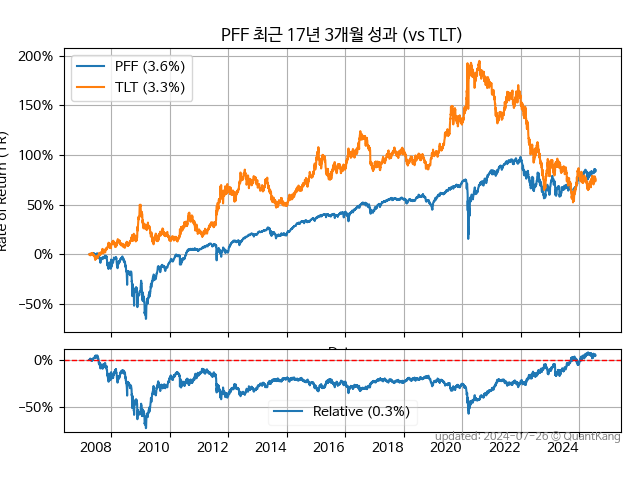 PFF 최근 17년 3개월 성과 (vs TLT)
200%
150%
100%
50%
0%
−50%
PFF (3.6%)
TLT (3.3%)
Rate of Return (TR)
0%
−50%
Relative (0.3%)
2008 2010 2012 2014 2016 2018 2020 2022 2024
updated: 2024-07-26 © QuantKang